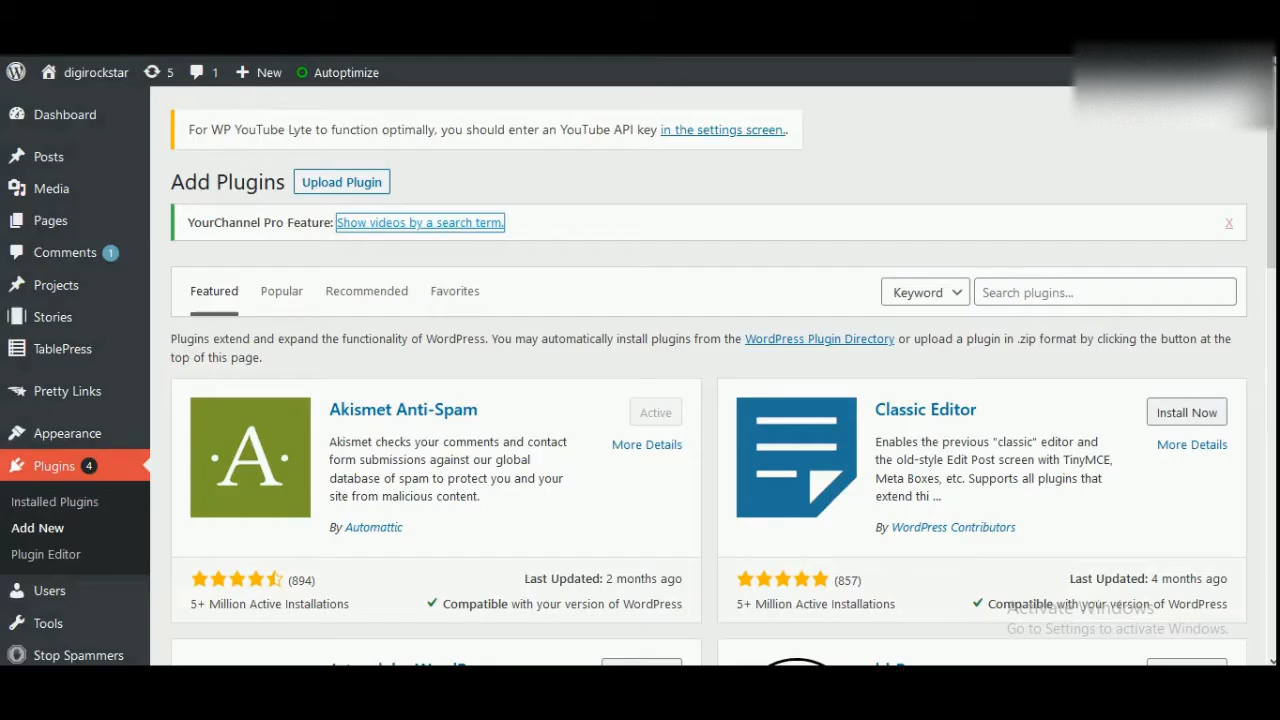 digirockstar 5 1 New Autoptimize
Dashboard
Posts
Media
Pages
Comments 1
Projects
Stories
TablePress
Pretty Links
Appearance
Plugins 4
Installed Plugins
Add New
Plugin Editor
Users
Tools
Stop Spammers
For WP YouTube Lyte to function optimally, you should enter an YouTube API key in the settings screen..
Add Plugins Upload Plugin
YourChannel Pro Feature: Show videos by a search term. X
Featured Popular Recommended Favorites Keyword Search plugins...
Plugins extend and expand the functionality of WordPress. You may automatically install plugins from the WordPress Plugin Directory or upload a plugin in .zip format by clicking the button at the
top of this page.
A
Akismet Anti-Spam Active
More Details
Akismet checks your comments and contact
form submissions against our global
database of spam to protect you and your
site from malicious content.
By Automattic
(894) Last Updated: 2 months ago
5+ Million Active Installations Compatible with your version of WordPress
Classic Editor Install Now
More Details
Enables the previous "classic" editor and
the old-style Edit Post screen with TinyMCE,
Meta Boxes, etc. Supports all plugins that
extend thi ...
By WordPress Contributors
(857) Last Updated: 4 months ago
5+ Million Active Installations Compatible with your version of WordPress
Activate Windows
Go to Settings to activate Windows.